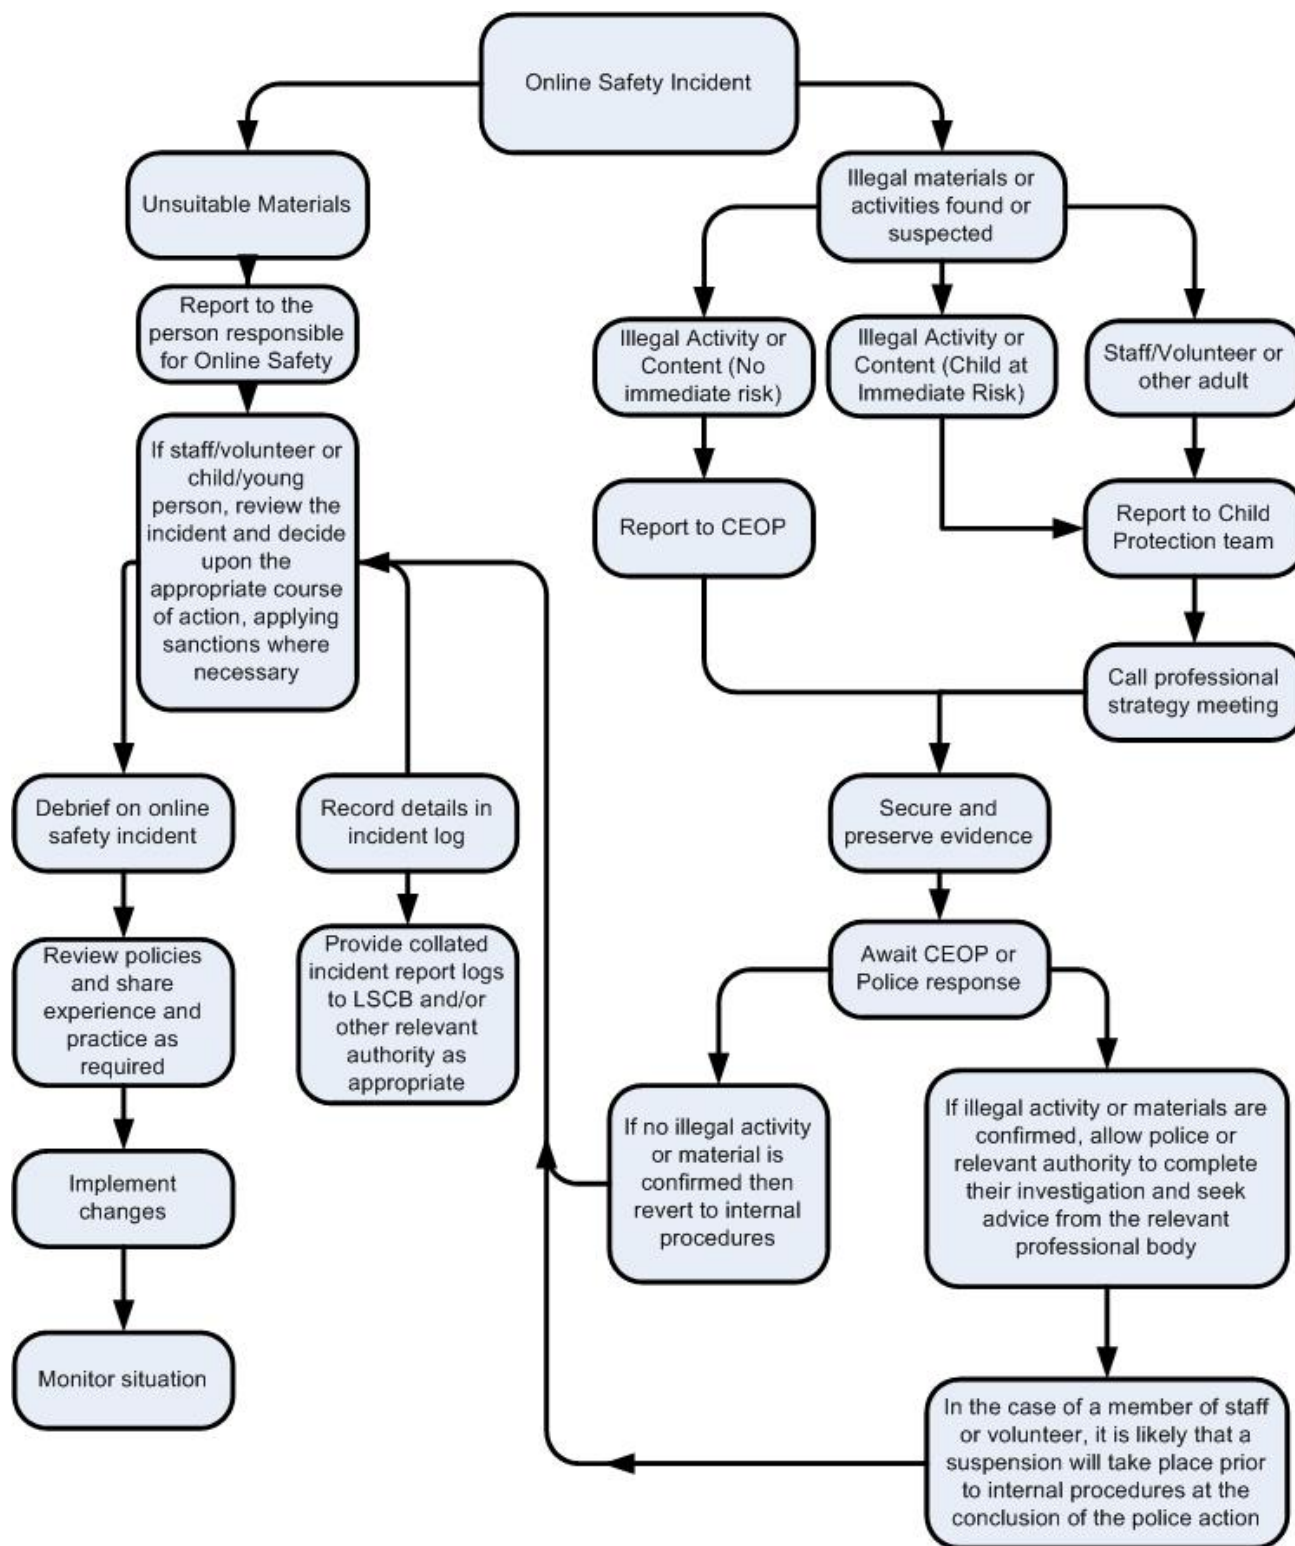 Online Safety Incident
Unsuitable Materials
Report to the
person responsible
for Online Safety
If staff/volunteer or
child/young
person, review the
incident and decide
upon the
appropriate course
of action, applying
sanctions where
necessary
Debrief on online
safety incident
Review policies
and share
experience and
practice as
required
Implement
changes
Monitor situation
Record details in
incident log
Provide collated
incident report logs
to LSCB and/or
other relevant
authority as
appropriate
Illegal materials or
activities found or
suspected
Illegal Activity or
Content (No
immediate risk)
Report to CEOP
Illegal Activity or
Content (Child at
Immediate Risk)
Staff/Volunteer or
other adult
Report to Child
Protection team
Call professional
strategy meeting
Secure and
preserve evidence
Await CEOP or
Police response
If no illegal activity
or material is
confirmed then
revert to internal
procedures
If illegal activity or materials are
confirmed, allow police or
relevant authority to complete
their investigation and seek
advice from the relevant
professional body
In the case of a member of staff
or volunteer, it is likely that a
suspension will take place prior
to internal procedures at the
conclusion of the police action